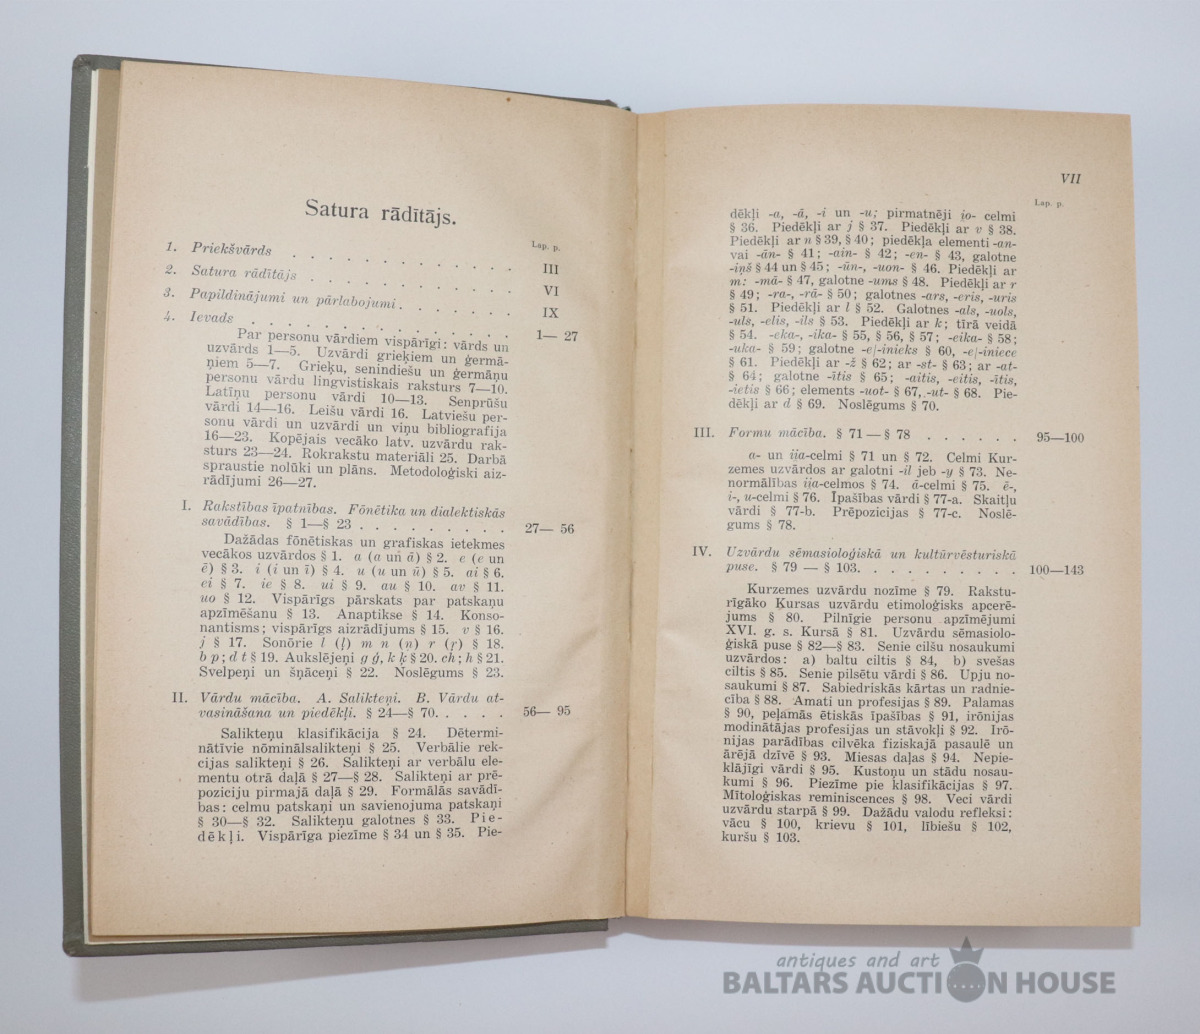 Satura rādītājs.
Lap. p.
1. Priekšvārds . . . . . . . . . . . . . III
2. Satura rādītājs . . . . . . . . . . . . VI
3. Papildinājumi un pārlabojumi . . . . . . . . IX
4. Ievads . . . . . . . . . . . . . . . 1— 27
Par personu vārdiem vispārīgi: vārds un
uzvārds 1—5. Uzvārdi grieķiem un ģermā-
ņiem 5—7. Grieķu, senindiešu un ģermāņu
personu vārdu lingvistiskais raksturs 7—10.
Latīņu personu vārdi 10—13. Senprūšu
vārdi 14—16. Leišu vārdi 16. Latviešu per-
sonu vārdi un uzvārdi un viņu bibliografija
16—23. Kopējais vecāko latv. uzvārdu rak-
sturs 23—24. Rokrakstu materiāli 25. Darbā
spraustie nolūki un plāns. Metodoloģiski aiz-
rādījumi 26—27.
I. Rakstības īpatnības. Fōnētika un dialektiskās
savādības. § 1—§ 23 . . . . . . . . . 27— 56
Dažādas fōnētiskas un grafiskas ietekmes
vecākos uzvārdos § 1. a (a un ā) § 2. e (e un
ē) § 3. i (i un ī) § 4. u (u un ū) § 5. ai § 6.
ei § 7. ie § 8. ui § 9. au § 10. av § 11.
uo § 12. Vispārīgs pārskats par patskaņu
apzīmēšanu § 13. Anaptikse § 14. Konso-
nantisms; vispārīgs aizrādījums § 15. v § 16.
j § 17. Sonōrie l (ļ) m n (ņ) r (ŗ) § 18.
b p; d t § 19. Aukslējeņi g ģ, k ķ § 20. ch; h § 21.
Svelpeņi un šņāceņi § 22. Noslēgums § 23.
II. Vārdu mācība. A. Salikteņi. B. Vārdu at-
vasināšana un piedēkļi. § 24—§ 70. . . . . 56— 95
Salikteņu klasifikācija § 24. Dētermi-
nātīvie nōminālsalikteņi § 25. Verbālie rek-
cijas salikteņi § 26. Salikteņi ar verbālu ele-
mentu otrā daļā § 27—§ 28. Salikteņi ar prē-
poziciju pirmajā daļā § 29. Formālās savādī-
bas: celmu patskaņi un savienojuma patskaņi
§ 30—§ 32. Salikteņu galotnes § 33. Pie-
dēkļi. Vispārīga piezīme § 34 un § 35. Pie-
VII
Lap. p.
dēkļi -a, -ā, -i un -u; pirmatnēji io- celmi
§ 36. Piedēkļi ar j § 37. Piedēkļi ar v § 38.
Piedēkļi ar n § 39, § 40; piedēkļa elementi -an-
vai -ān- § 41; -ain- § 42; -en- § 43, galotne
-iņš § 44 un § 45; -ūn-, -uon- § 46. Piedēkļi ar
m: -mā- § 47, galotne -ums § 48. Piedēkļi ar r
§ 49; -ra-, -rā- § 50; galotnes -ars, -eris, -uris
§ 51. Piedēkļi ar l § 52. Galotnes -als, -uols,
-uls, -elis, -ils § 53. Piedēkļi ar k; tīrā veidā
§ 54. -eka-, -ika- § 55, § 56, § 57; -eika- § 58;
-uka- § 59; galotne -e|-inieks § 60, -e|-iniece
§ 61. Piedēkļi ar -ž § 62; ar -st- § 63; ar -at-
§ 64; galotne -ītis § 65; -aitis, -eitis, -ītis,
-ietis § 66; elements -uot- § 67, -ut- § 68. Pie-
dēkļi ar d § 69. Noslēgums § 70.
III. Formu mācība. § 71 — § 78 . . . . . . 95—100
a- un ii̯a-celmi § 71 un § 72. Celmi Kur-
zemes uzvārdos ar galotni -il jeb -y § 73. Ne-
normālības ii̯a-celmos § 74. ā-celmi § 75. ē-,
i-, u-celmi § 76. Īpašības vārdi § 77-a. Skaitļu
vārdi § 77-b. Prēpozicijas § 77-c. Noslē-
gums § 78.
IV. Uzvārdu sēmasioloģiskā un kultūrvēsturiskā
puse. § 79 — § 103. . . . . . . . . . 100—143
Kurzemes uzvārdu nozīme § 79. Rakstu-
rīgāko Kursas uzvārdu etimoloģisks apcerē-
jums § 80. Pilnīgie personu apzīmējumi
XVI. g. s. Kursā § 81. Uzvārdu sēmasiolo-
ģiskā puse § 82—§ 83. Senie cilšu nosaukumi
uzvārdos: a) baltu ciltis § 84, b) svešas
ciltis § 85. Senie pilsētu vārdi § 86. Upju no-
saukumi § 87. Sabiedriskās kārtas un radnie-
cība § 88. Amati un profesijas § 89. Palamas
§ 90, peļamās ētiskās īpašības § 91, irōnijas
modinātājas profesijas un stāvokļi § 92. Irō-
nijas parādības cilvēka fiziskajā pasaulē un
ārējā dzīvē § 93. Miesas daļas § 94. Nepie-
klājīgi vārdi § 95. Kustoņu un stādu nosau-
kumi § 96. Piezīme pie klasifikācijas § 97.
Mītoloģiskas reminiscences § 98. Veci vārdi
uzvārdu starpā § 99. Dažādu valodu refleksi:
vācu § 100, krievu § 101, lībiešu § 102,
kuršu § 103.
antiques and art
BALTARS AUCTION HOUSE